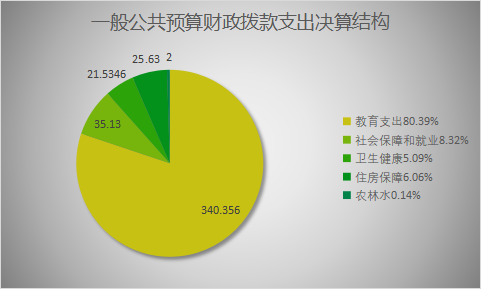 一般公共预算财政拨款支出决算结构
25.63
2
21.5346
35.13
340.356
教育支出80.39%
社会保障和就业8.32%
卫生健康5.09%
住房保障6.06%
农林水0.14%